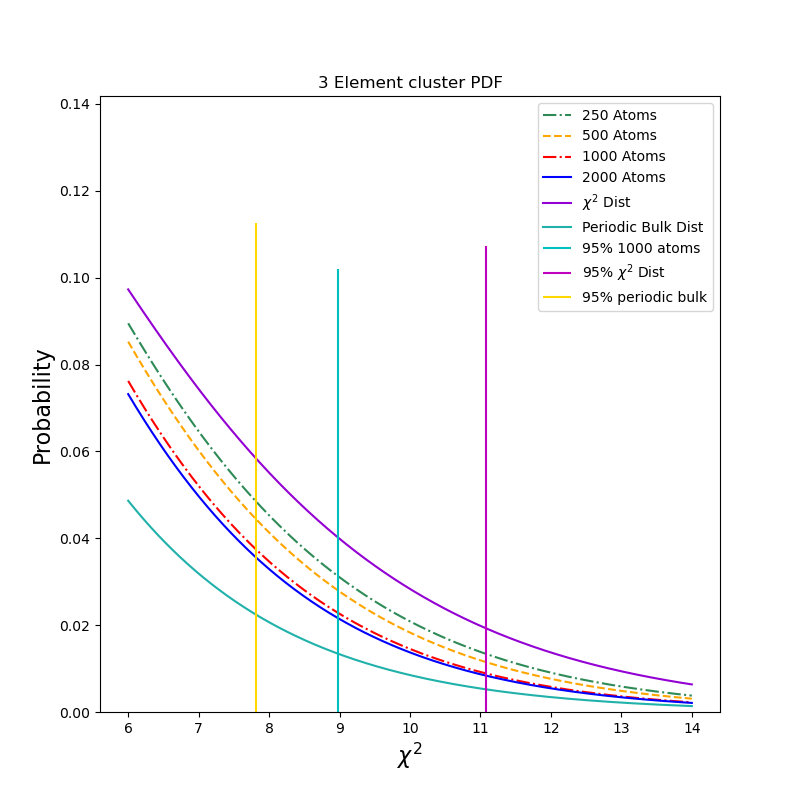 3 Element cluster PDF
0.14
0.12
0.10
0.08
0.06
0.04
0.02
0.00
Probability
250 Atoms
500 Atoms
1000 Atoms
2000 Atoms
χ² Dist
Periodic Bulk Dist
95% 1000 atoms
95% χ² Dist
95% periodic bulk
6 7 8 9 10 11 12 13 14
χ²